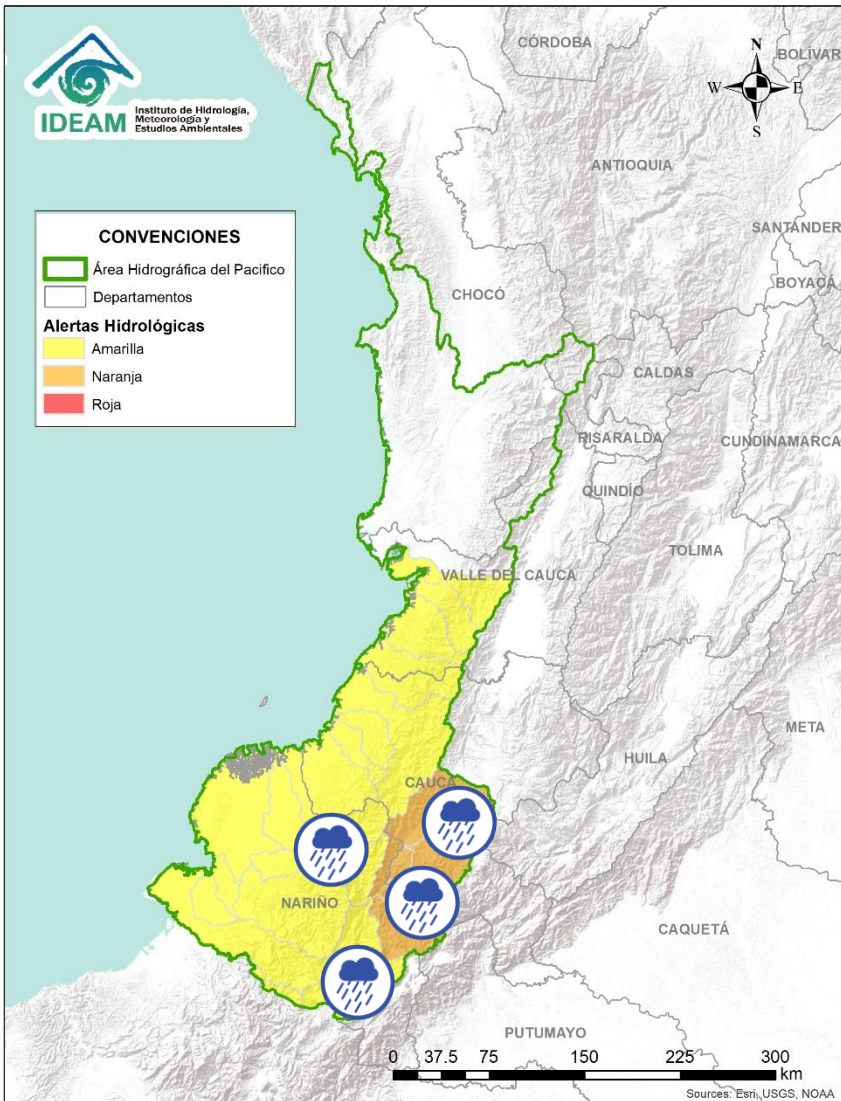 IDEAM
Instituto de Hidrología,
Meteorología y
Estudios Ambientales
CÓRDOBA
BOLÍVAR
N
W
E
S
ANTIOQUIA
SANTANDER
CONVENCIONES
Área Hidrográfica del Pacifico
Departamentos
Alertas Hidrológicas
Amarilla
Naranja
Roja
BOYACÁ
CHOCÓ
CALDAS
RISARALDA
CUNDINAMARCA
QUINDÍO
TOLIMA
VALLE DEL CAUCA
META
HUILA
CAUCA
NARIÑO
CAQUETÁ
PUTUMAYO
0 37.5 75 150 225 300
km
Sources: Esri, USGS, NOAA